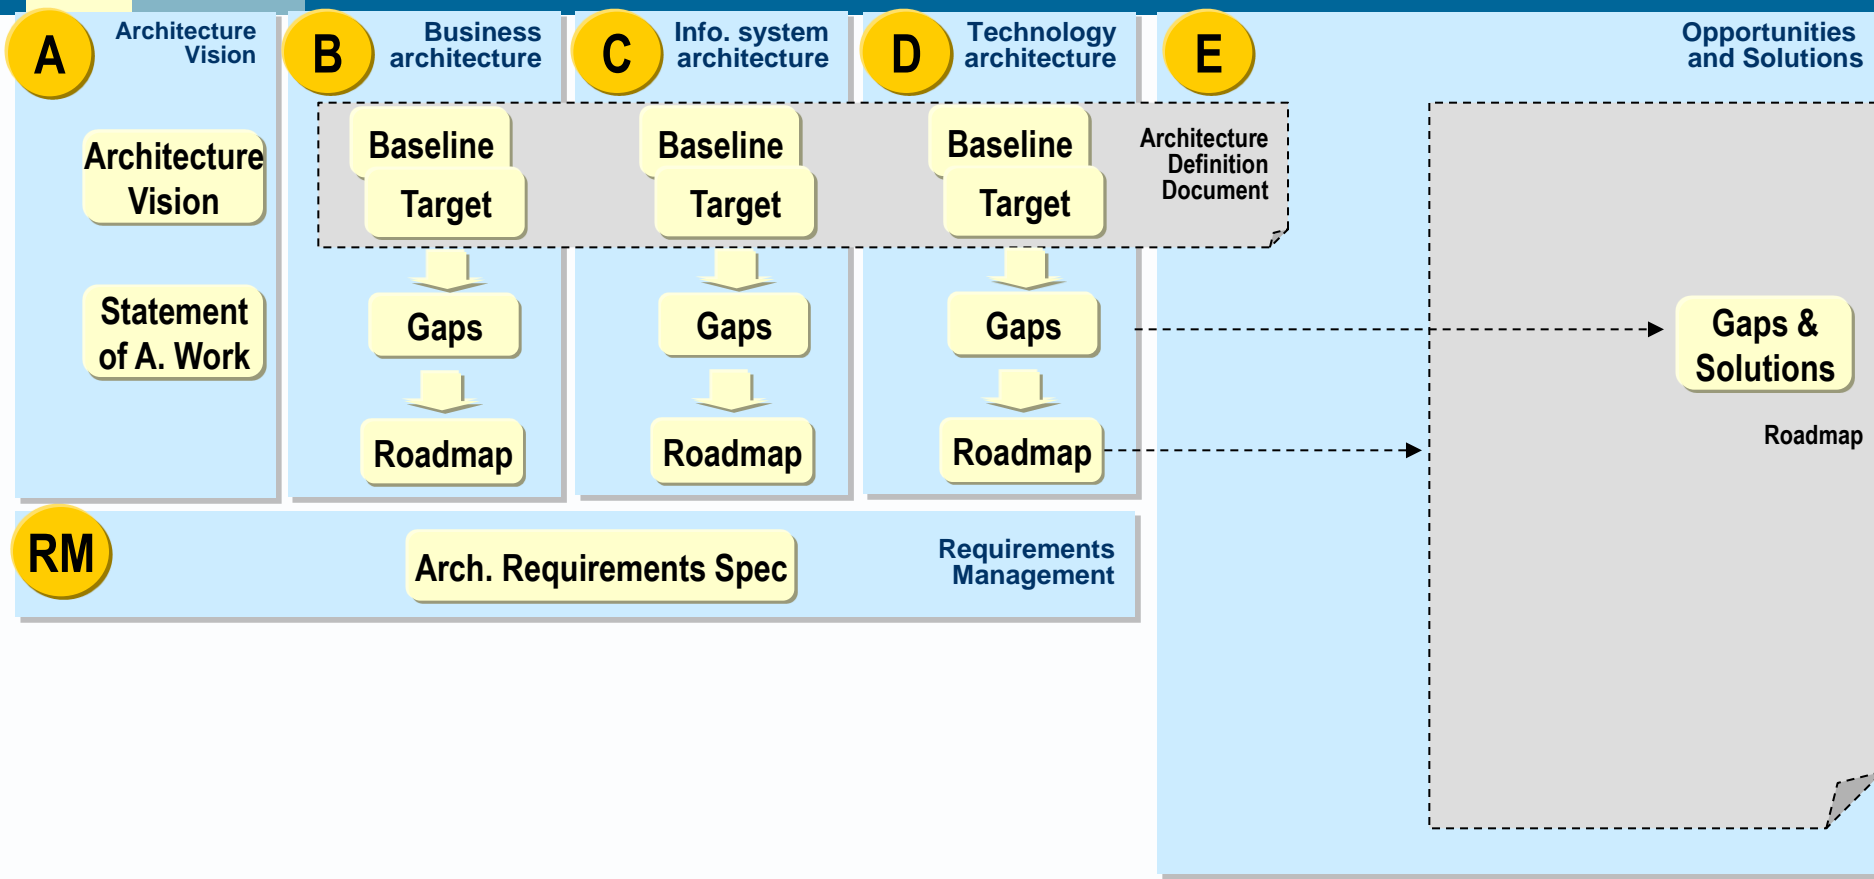 A
Architecture
Vision
Architecture
Vision
Statement
of A. Work
B
Business
architecture
Baseline
Target
Gaps
Roadmap
C
Info. system
architecture
Baseline
Target
Gaps
Roadmap
D
Technology
architecture
Baseline
Target
Gaps
Roadmap
Architecture
Definition
Document
E
Opportunities
and Solutions
Gaps &
Solutions
Roadmap
RM
Arch. Requirements Spec
Requirements
Management